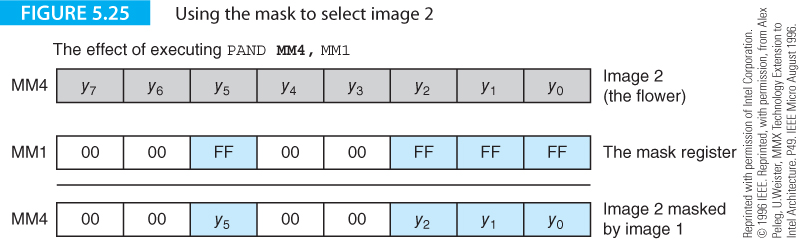 FIGURE 5.25 Using the mask to select image 2
The effect of executing PAND MM4, MM1
MM4 y7 y6 y5 y4 y3 y2 y1 y0 Image 2
(the flower)
MM1 00 00 FF 00 00 FF FF FF The mask register
MM4 00 00 y5 00 00 y2 y1 y0 Image 2 masked
by image 1
Reprinted with permission of Intel Corporation.
© 1996 IEEE. Reprinted, with permission, from Alex
Peleg, U.Weister, MMX Technology Extension to
Intel Architecture. P49. IEEE Micro August 1996.